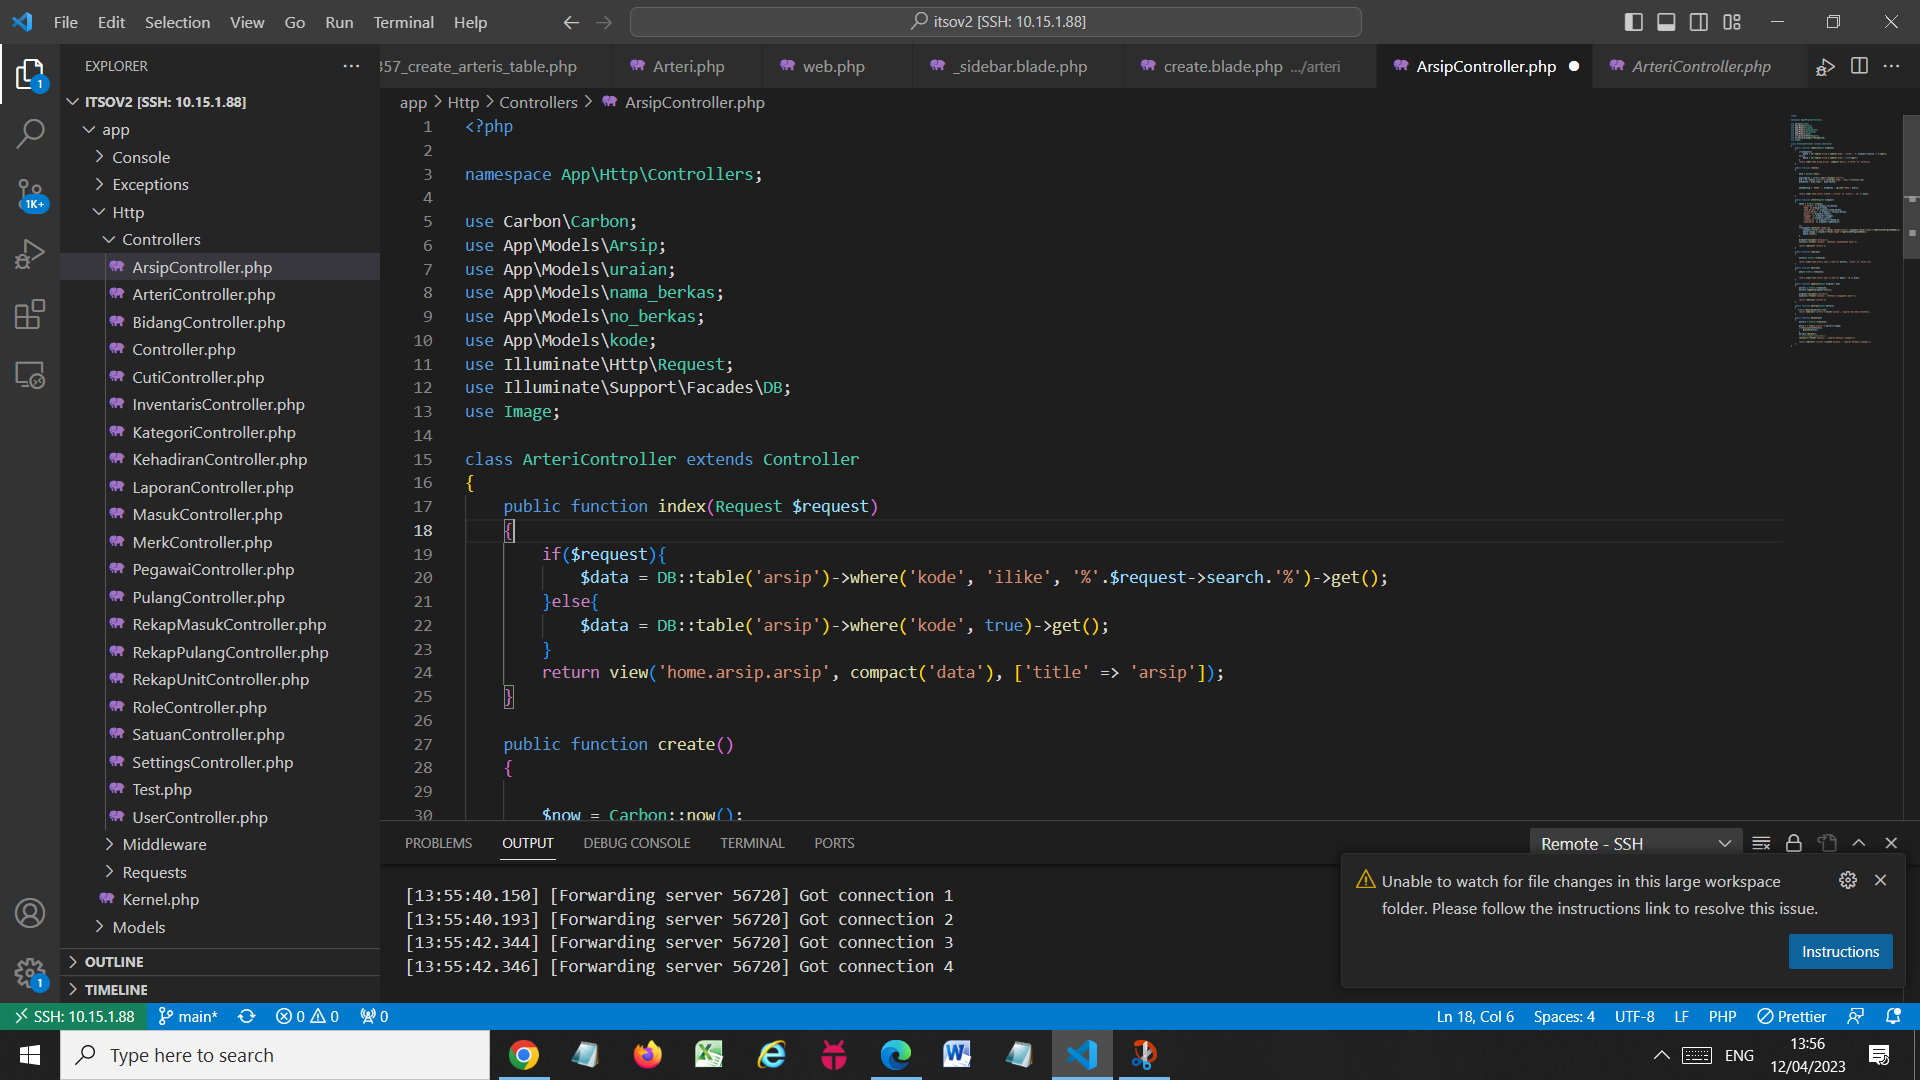 File Edit Selection View Go Run Terminal Help
itsov2 [SSH: 10.15.1.88]
EXPLORER
357_create_arteris_table.php Arteri.php web.php _sidebar.blade.php create.blade.php .../arteri ArsipController.php ArteriController.php
app > Http > Controllers > ArsipController.php
ITSOV2 [SSH: 10.15.1.88]
app
Console
Exceptions
Http
Controllers
ArsipController.php
ArteriController.php
BidangController.php
Controller.php
CutiController.php
InventarisController.php
KategoriController.php
KehadiranController.php
LaporanController.php
MasukController.php
MerkController.php
PegawaiController.php
PulangController.php
RekapMasukController.php
RekapPulangController.php
RekapUnitController.php
RoleController.php
SatuanController.php
SettingsController.php
Test.php
UserController.php
Middleware
Requests
Kernel.php
Models
OUTLINE
TIMELINE
1
1K+
1
1 <?php
2
3 namespace App\Http\Controllers;
4
5 use Carbon\Carbon;
6 use App\Models\Arsip;
7 use App\Models\uraian;
8 use App\Models\nama_berkas;
9 use App\Models\no_berkas;
10 use App\Models\kode;
11 use Illuminate\Http\Request;
12 use Illuminate\Support\Facades\DB;
13 use Image;
14
15 class ArteriController extends Controller
16 {
17 public function index(Request $request)
18 {
19 if($request){
20 $data = DB::table('arsip')->where('kode', 'ilike', '%'.$request->search.'%')->get();
21 }else{
22 $data = DB::table('arsip')->where('kode', true)->get();
23 }
24 return view('home.arsip.arsip', compact('data'), ['title' => 'arsip']);
25 }
26
27 public function create()
28 {
29
30 $now = Carbon::now();
PROBLEMS OUTPUT DEBUG CONSOLE TERMINAL PORTS
Remote - SSH
[13:55:40.150] [Forwarding server 56720] Got connection 1
[13:55:40.193] [Forwarding server 56720] Got connection 2
[13:55:42.344] [Forwarding server 56720] Got connection 3
[13:55:42.346] [Forwarding server 56720] Got connection 4
Unable to watch for file changes in this large workspace
folder. Please follow the instructions link to resolve this issue.
Instructions
SSH: 10.15.1.88 main* 0 0 0
Ln 18, Col 6 Spaces: 4 UTF-8 LF PHP Prettier
Type here to search
ENG
13:56
12/04/2023